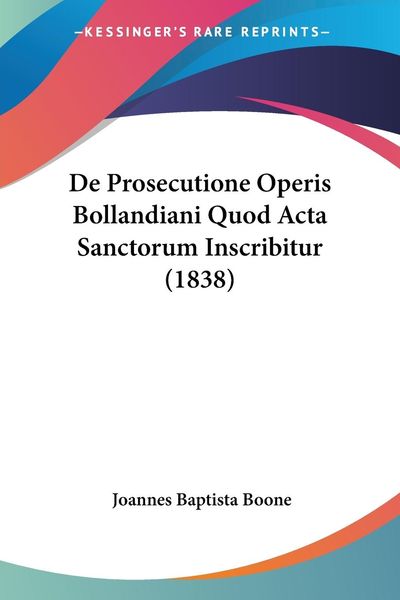 KESSINGER'S RARE REPRINTS
De Prosecutione Operis
Bollandiani Quod Acta
Sanctorum Inscribitur
(1838)
Joannes Baptista Boone